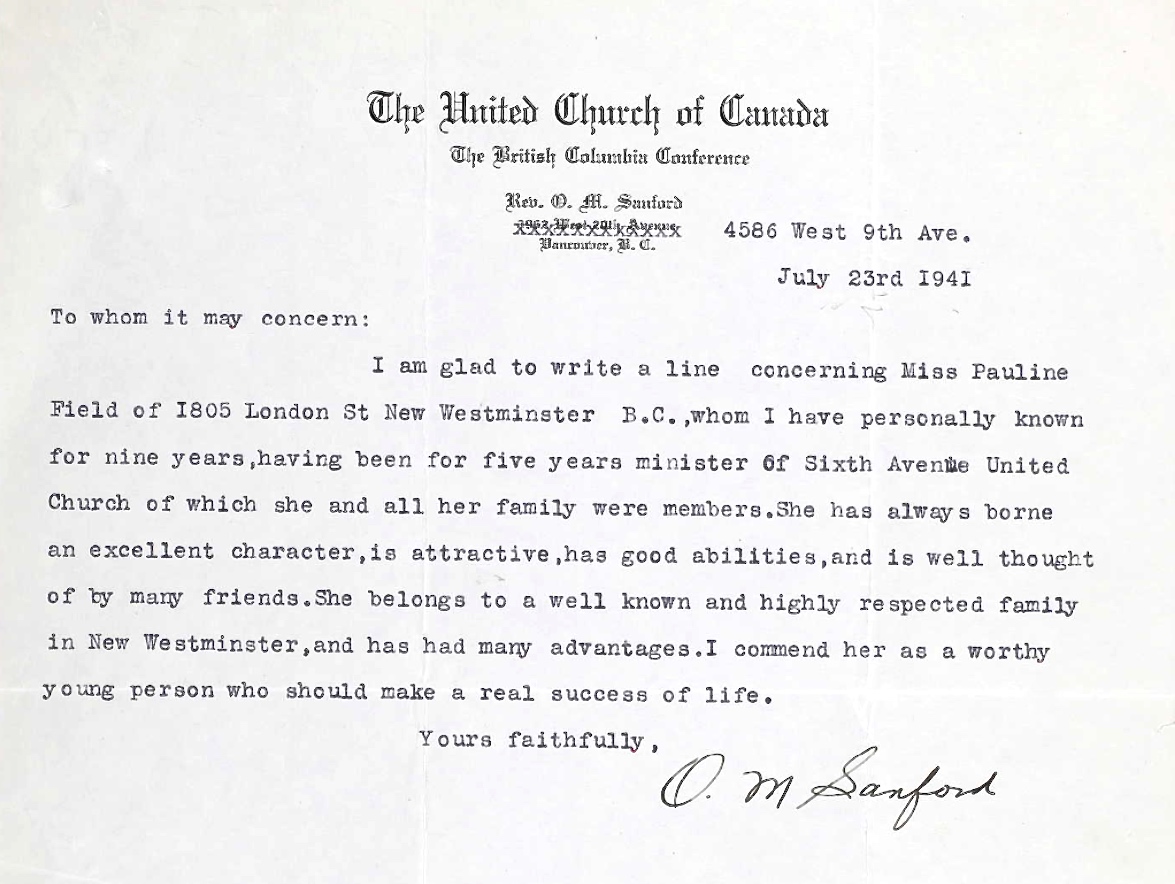 The United Church of Canada
The British Columbia Conference
Rev. O. M. Sanford
Vancouver, B. C.
4586 West 9th Ave.
July 23rd I94I
To whom it may concern:
I am glad to write a line concerning Miss Pauline
Field of I805 London St New Westminster B.C.,whom I have personally known
for nine years,having been for five years minister of Sixth Avenue United
Church of which she and all her family were members.She has always borne
an excellent character,is attractive,has good abilities,and is well thought
of by many friends.She belongs to a well known and highly respected family
in New Westminster,and has had many advantages.I commend her as a worthy
young person who should make a real success of life.
Yours faithfully,
O. M Sanford